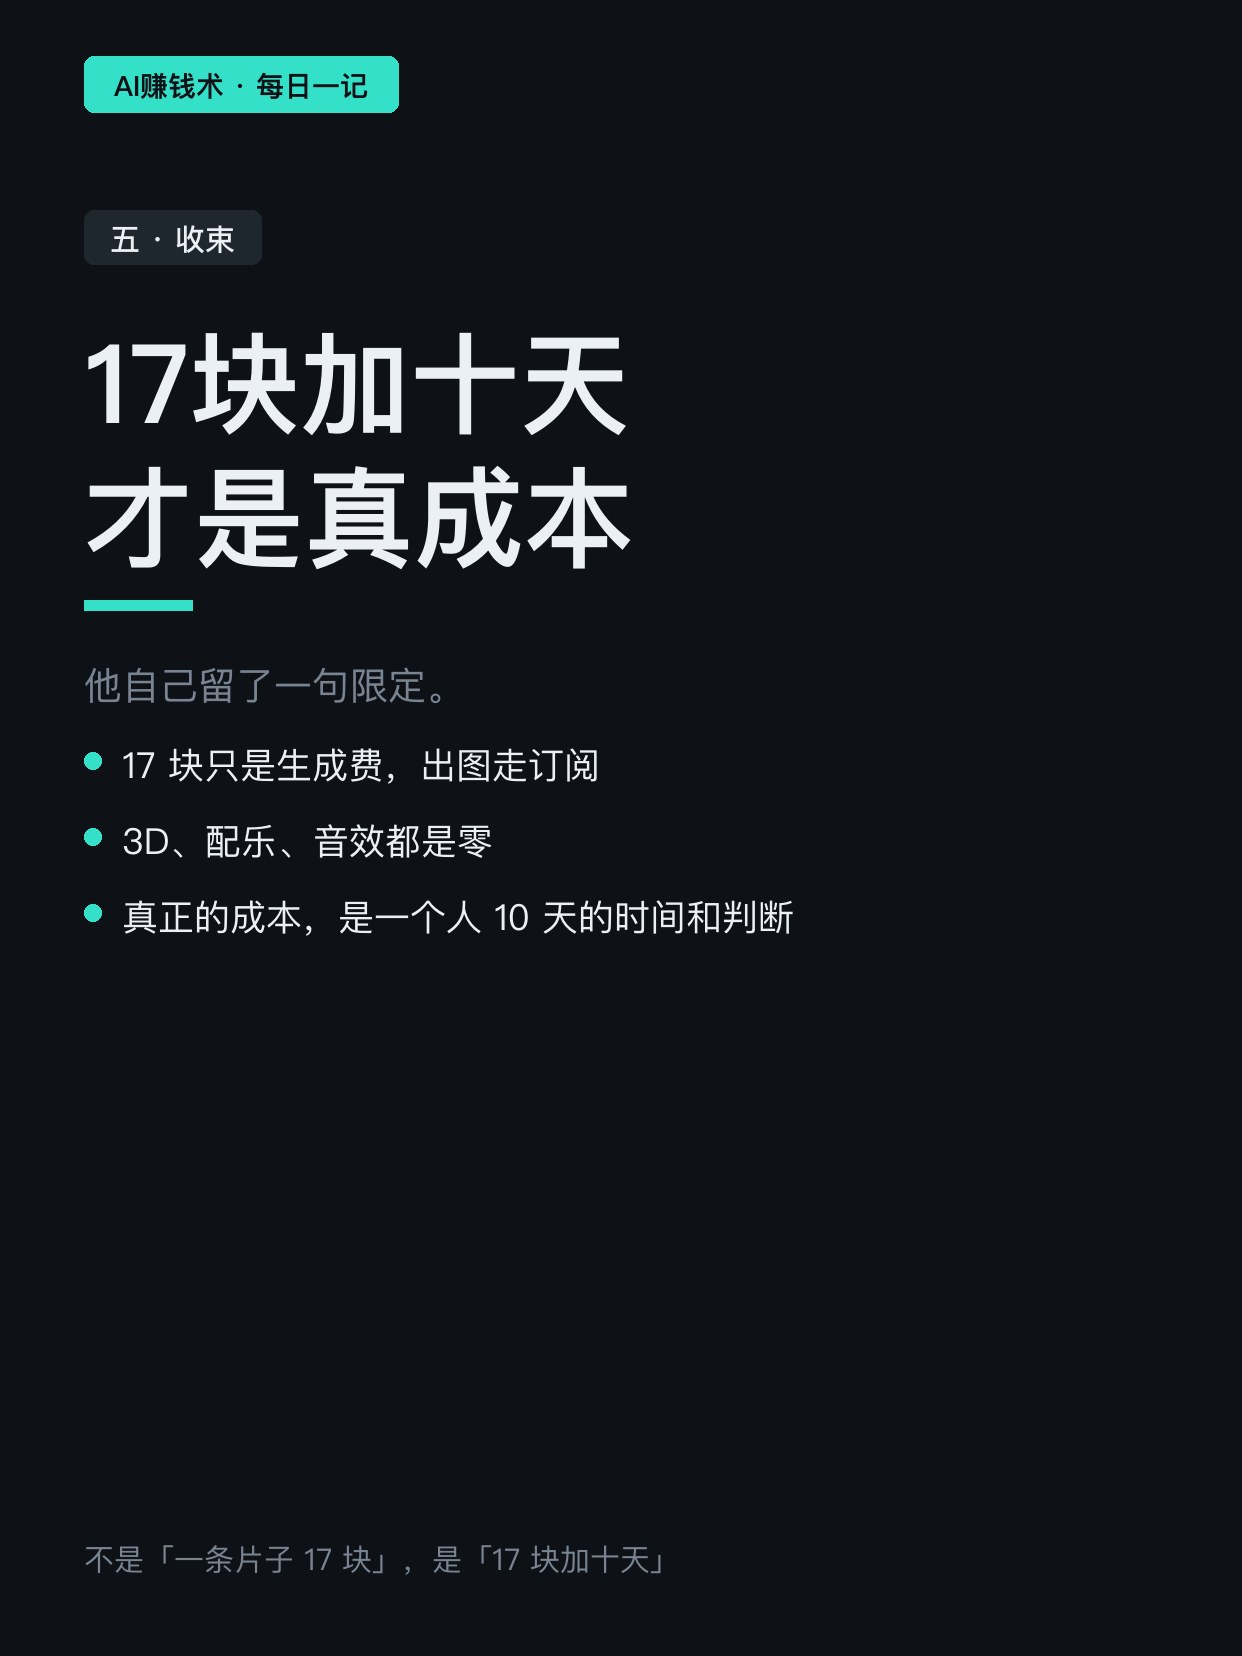 AI赚钱术 · 每日一记
五 · 收束
17块加十天
才是真成本
他自己留了一句限定。
17 块只是生成费，出图走订阅
3D、配乐、音效都是零
真正的成本，是一个人 10 天的时间和判断
不是「一条片子 17 块」，是「17 块加十天」